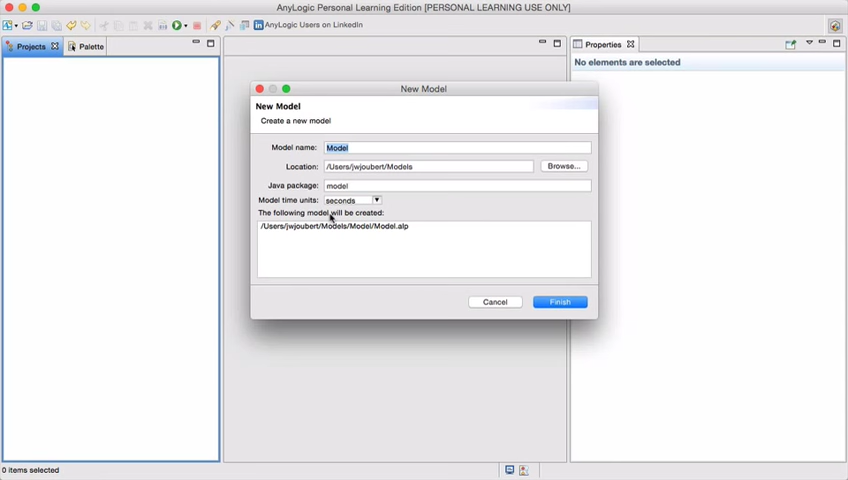 AnyLogic Personal Learning Edition [PERSONAL LEARNING USE ONLY]
AnyLogic Users on LinkedIn
Projects
Palette
Properties
No elements are selected
New Model
New Model
Create a new model
Model name: Model
Location: /Users/jwjoubert/Models Browse...
Java package: model
Model time units: seconds
The following model will be created:
/Users/jwjoubert/Models/Model/Model.alp
Cancel Finish
0 items selected